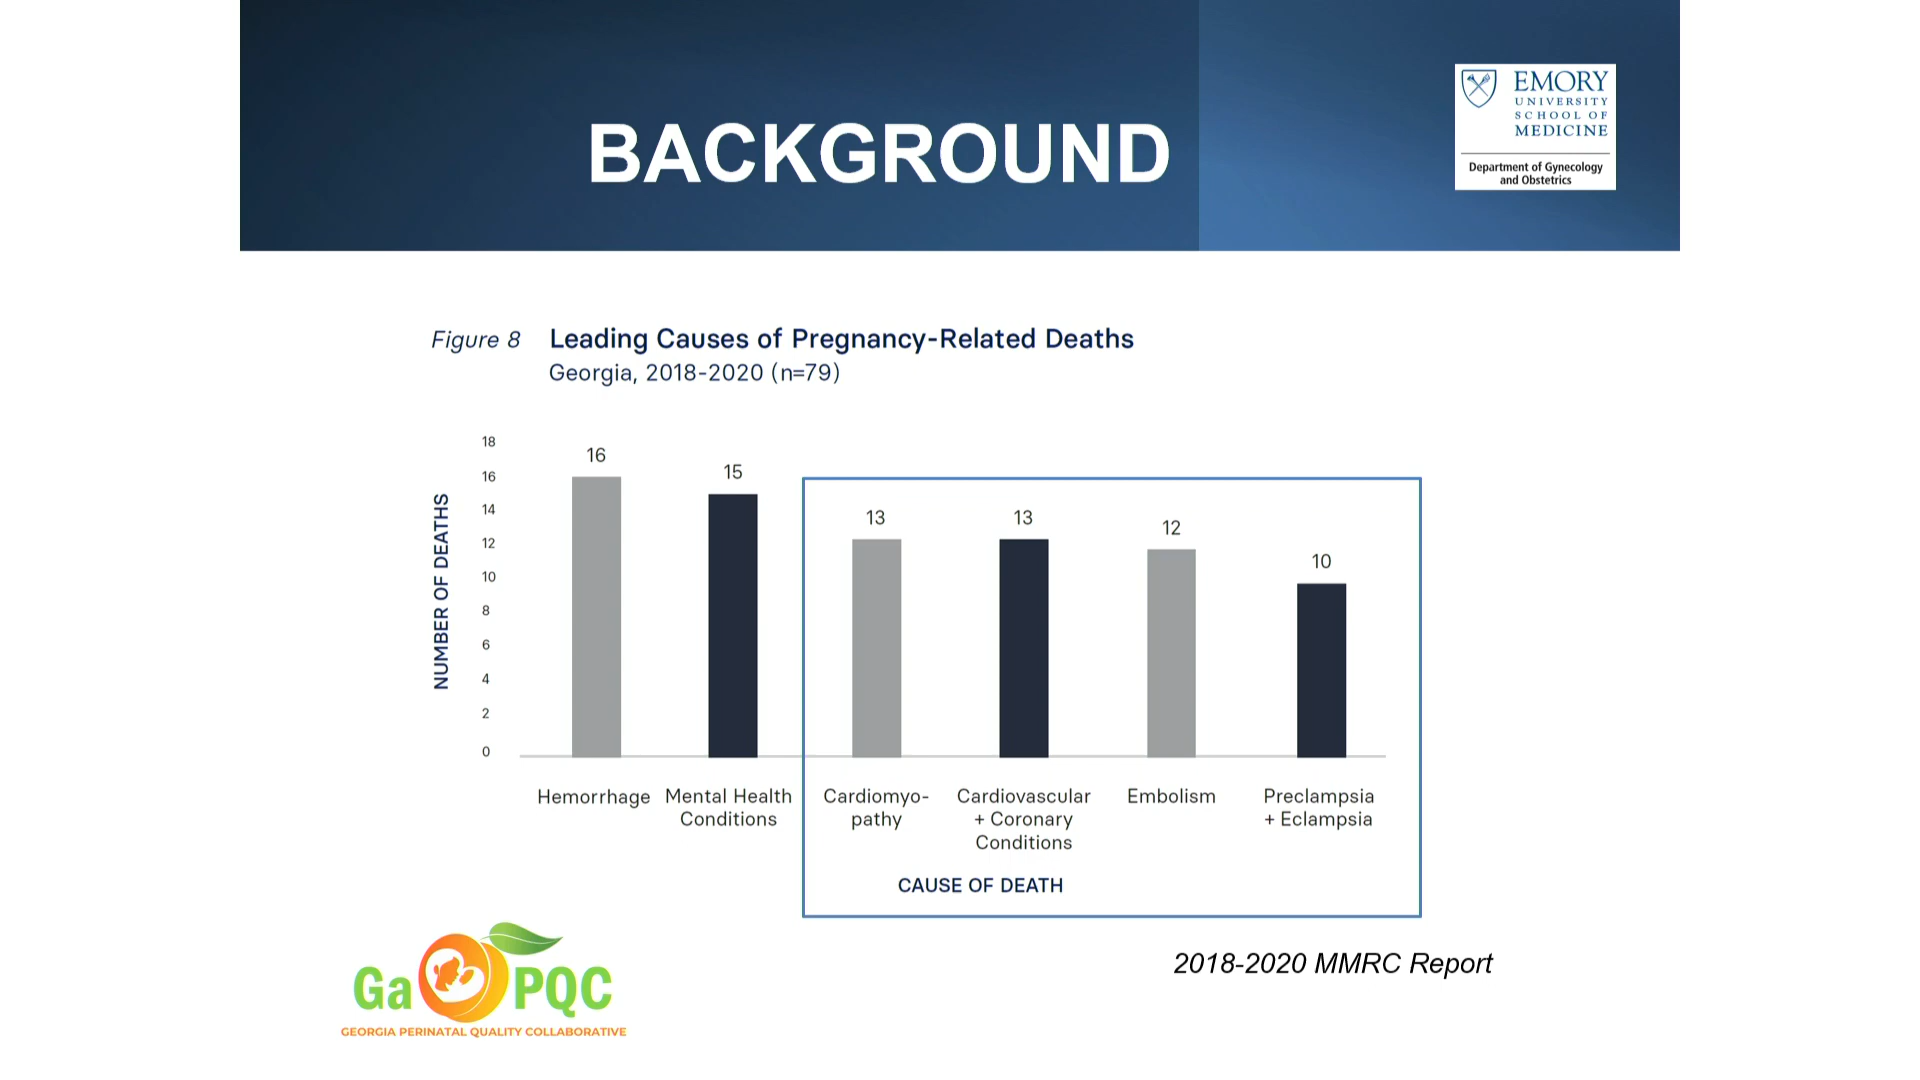 BACKGROUND
EMORY
UNIVERSITY
SCHOOL OF
MEDICINE
Department of Gynecology
and Obstetrics
Figure 8 Leading Causes of Pregnancy-Related Deaths
Georgia, 2018-2020 (n=79)
NUMBER OF DEATHS
18
16
14
12
10
8
6
4
2
0
16
15
13
13
12
10
Hemorrhage
Mental Health
Conditions
Cardiomyo-
pathy
Cardiovascular
+ Coronary
Conditions
Embolism
Preclampsia
+ Eclampsia
CAUSE OF DEATH
2018-2020 MMRC Report
Ga PQC
GEORGIA PERINATAL QUALITY COLLABORATIVE